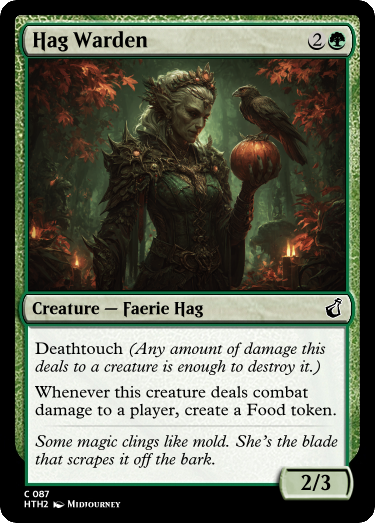 Hag Warden 2
Creature — Faerie Hag
Deathtouch (Any amount of damage this
deals to a creature is enough to destroy it.)
Whenever this creature deals combat
damage to a player, create a Food token.
Some magic clings like mold. She's the blade
that scrapes it off the bark.
2/3
C 087
HTH2 Midjourney